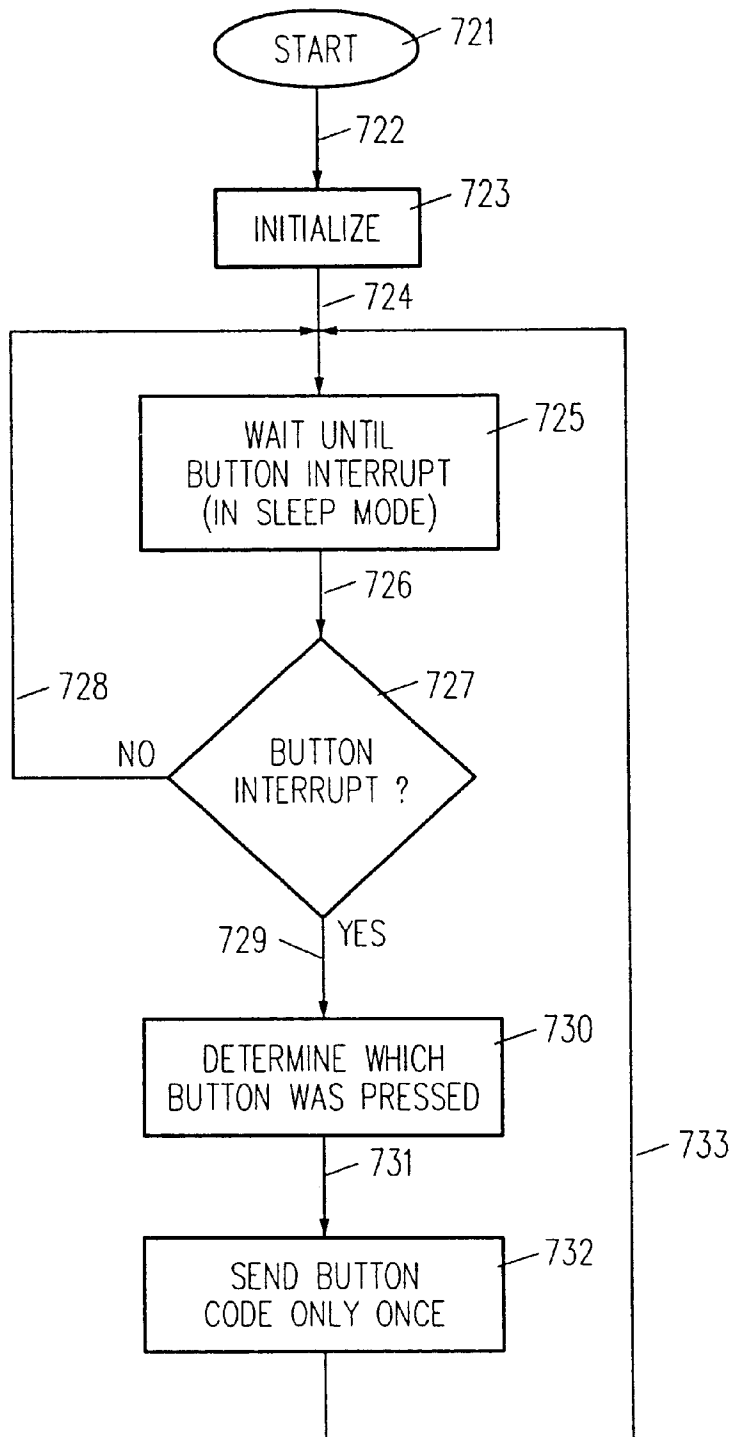 START
721
722
INITIALIZE
723
724
WAIT UNTIL
BUTTON INTERRUPT
(IN SLEEP MODE)
725
726
727
728
NO
BUTTON
INTERRUPT ?
YES
729
DETERMINE WHICH
BUTTON WAS PRESSED
730
731
733
SEND BUTTON
CODE ONLY ONCE
732